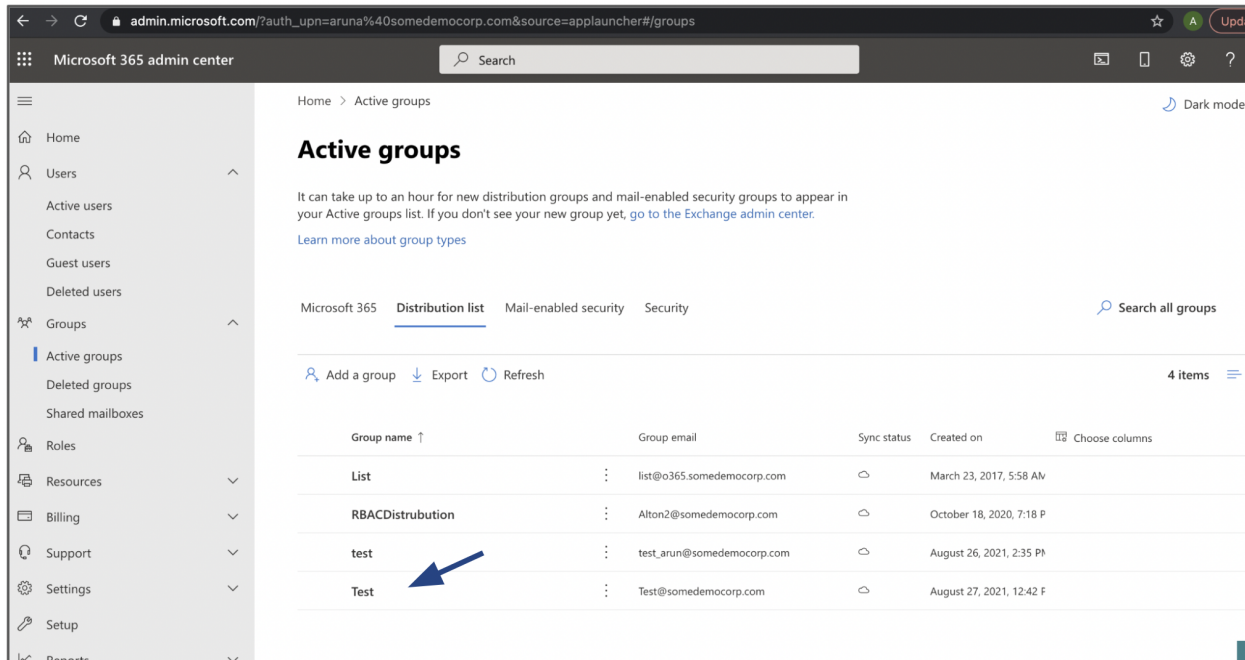 admin.microsoft.com/?auth_upn=aruna%40somedemocorp.com&source=applauncher#/groups
A
Upda
Microsoft 365 admin center
Search
?
Home > Active groups
Dark mode
Home
Active groups
Users
It can take up to an hour for new distribution groups and mail-enabled security groups to appear in
your Active groups list. If you don't see your new group yet, go to the Exchange admin center.
Active users
Contacts
Learn more about group types
Guest users
Deleted users
Microsoft 365 Distribution list Mail-enabled security Security
Search all groups
Groups
Active groups
Add a group Export Refresh
4 items
Deleted groups
Shared mailboxes
Group name ↑ Group email Sync status Created on Choose columns
Roles
List list@o365.somedemocorp.com March 23, 2017, 5:58 AM
Resources
RBACDistrubution Alton2@somedemocorp.com October 18, 2020, 7:18 P
Billing
test test_arun@somedemocorp.com August 26, 2021, 2:35 PM
Support
Test Test@somedemocorp.com August 27, 2021, 12:42 P
Settings
Setup
Reports